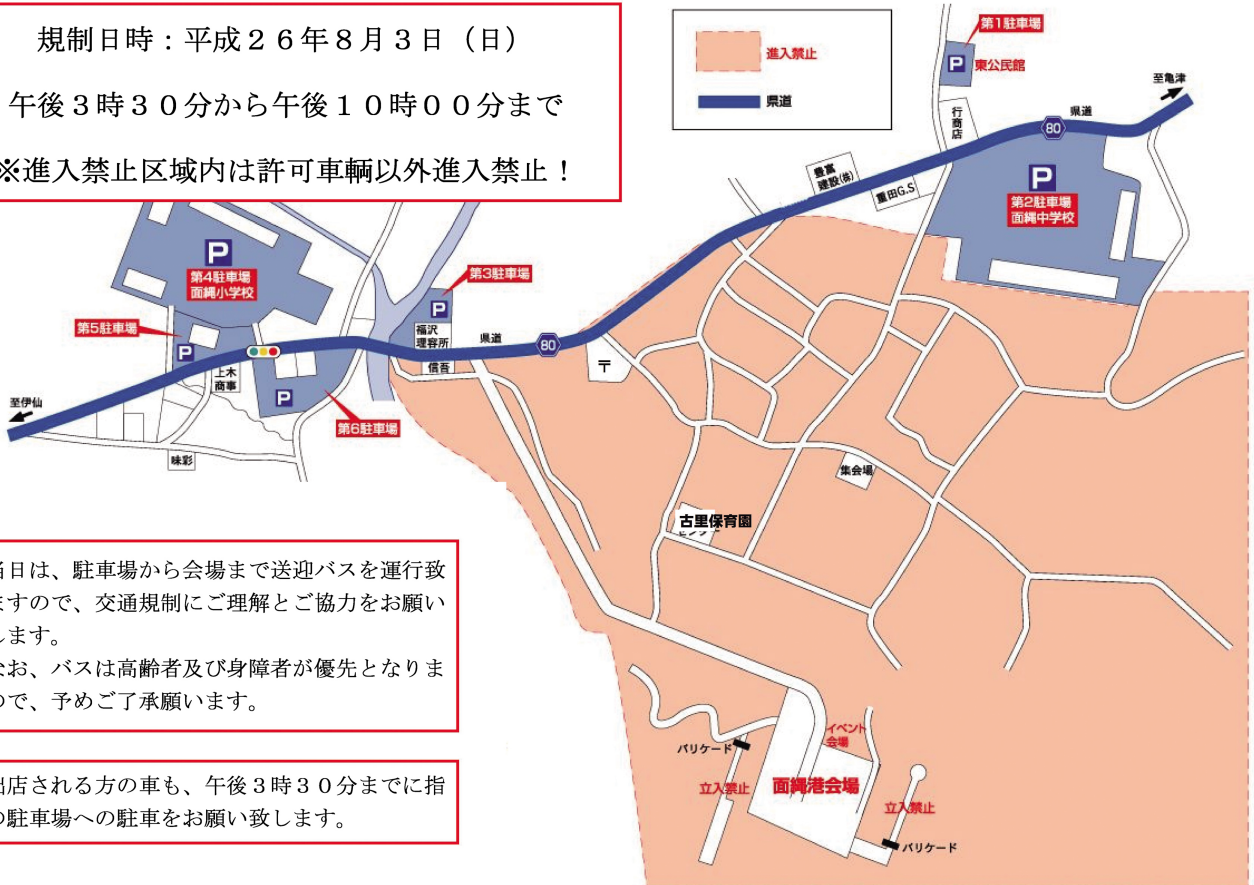 規制日時：平成２６年８月３日（日）
午後３時３０分から午後１０時００分まで
※進入禁止区域内は許可車輌以外進入禁止！
進入禁止
県道
第1駐車場
P
東公民館
至亀津
行商店
県道
80
豊富
建設㈱
重田G.S
P
第2駐車場
面縄中学校
P
第4駐車場
面縄小学校
第3駐車場
P
福沢
理容所
信吾
県道
80
〒
第5駐車場
P
上木
商事
P
第6駐車場
至伊仙
味彩
集会場
古里保育園
当日は、駐車場から会場まで送迎バスを運行致
ますので、交通規制にご理解とご協力をお願い
します。
なお、バスは高齢者及び身障者が優先となりま
ので、予めご了承願います。
出店される方の車も、午後３時３０分までに指
の駐車場への駐車をお願い致します。
イベント
会場
バリケード
立入禁止
面縄港会場
立入禁止
バリケード